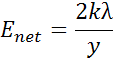 E_net = 2kλ / y